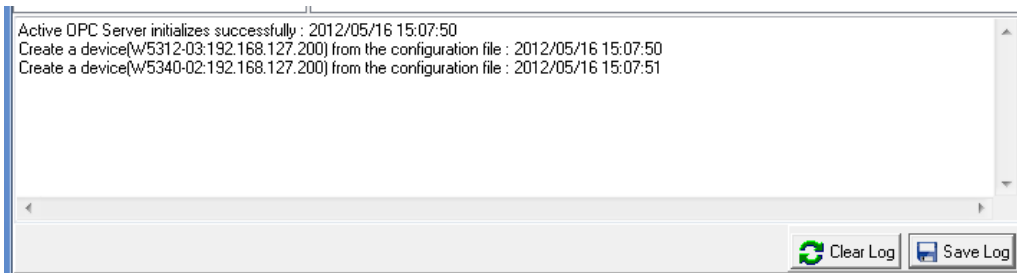 Active OPC Server initializes successfully : 2012/05/16 15:07:50
Create a device(W5312-03:192.168.127.200) from the configuration file : 2012/05/16 15:07:50
Create a device(W5340-02:192.168.127.200) from the configuration file : 2012/05/16 15:07:51
Clear Log Save Log